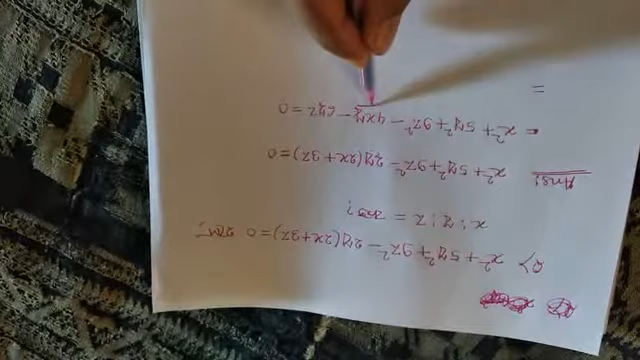 Q> x²+5y²+9z² - 2y(2x+3z)=0 হলে,
x : y : z = কত?
Ans: x²+5y²+9z² - 2y(2x+3z)=0
= x²+5y²+9z² - 4xy - 6yz = 0
=